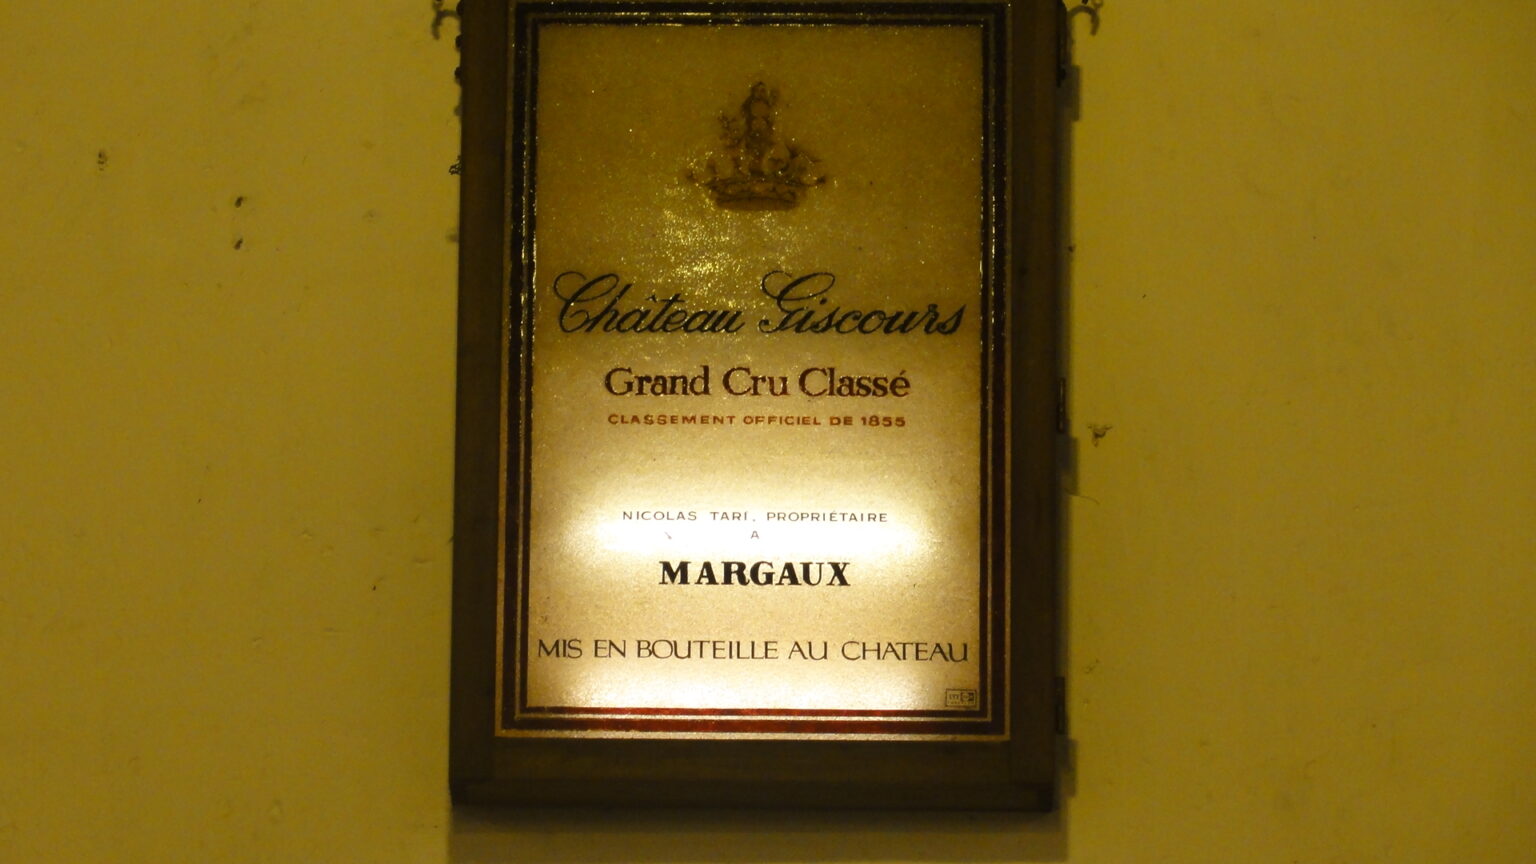 Château Giscours
Grand Cru Classé
CLASSEMENT OFFICIEL DE 1855
NICOLAS TARI, PROPRIÉTAIRE
A
MARGAUX
MIS EN BOUTEILLE AU CHATEAU